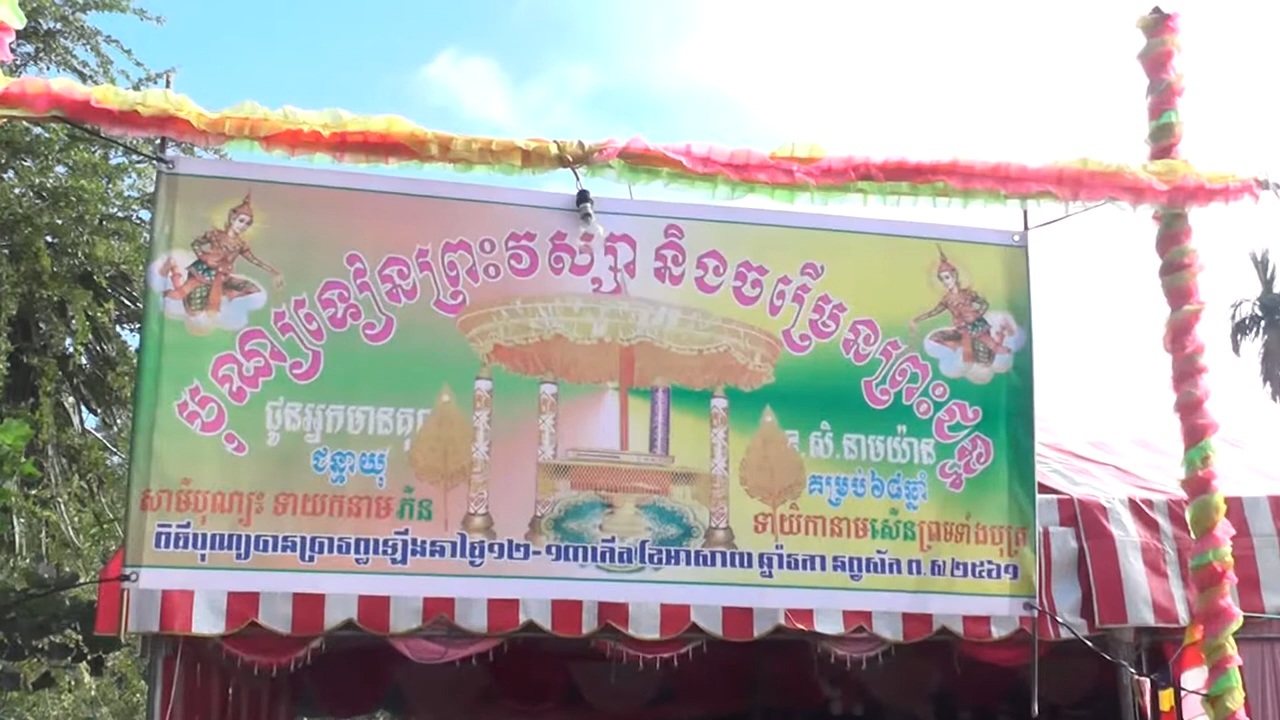 បុណ្យទៀនព្រះវស្សា និងចម្រើនព្រះជន្ម
ជូនអ្នកមានគុណ
ជន្មាយុ
.សិ.នាមយ៉ាន
គម្រប់៦៨ឆ្នាំ
សាមីបុណ្យ៖ ទាយកនាម ភ៌ន
ទាយិកានាមសើន ព្រមទាំងបុត្រ
ពិធីបុណ្យបានប្រារព្ធឡើងនាថ្ងៃ១២-១៣កើត ខែអាសាឍ ឆ្នាំរកា នព្វស័ក ព.ស២៥៦១